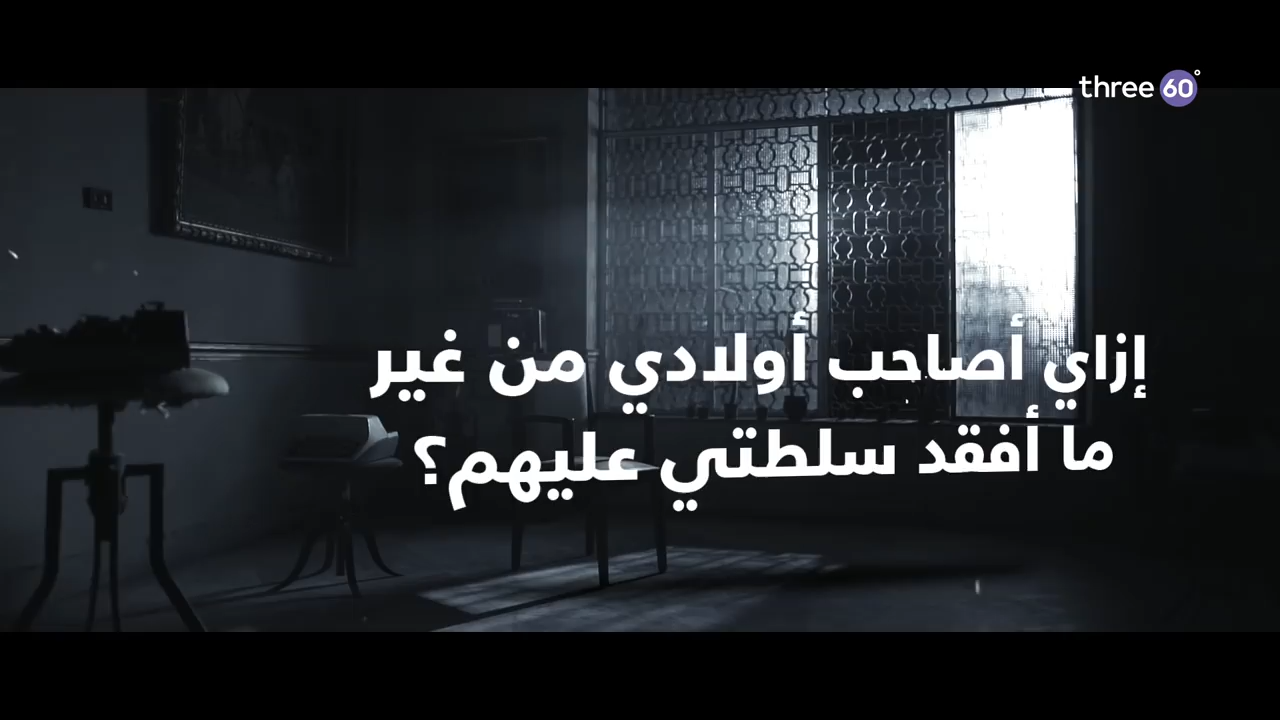 three 60°
إزاي أصاحب أولادي من غير
ما أفقد سلطتي عليهم؟